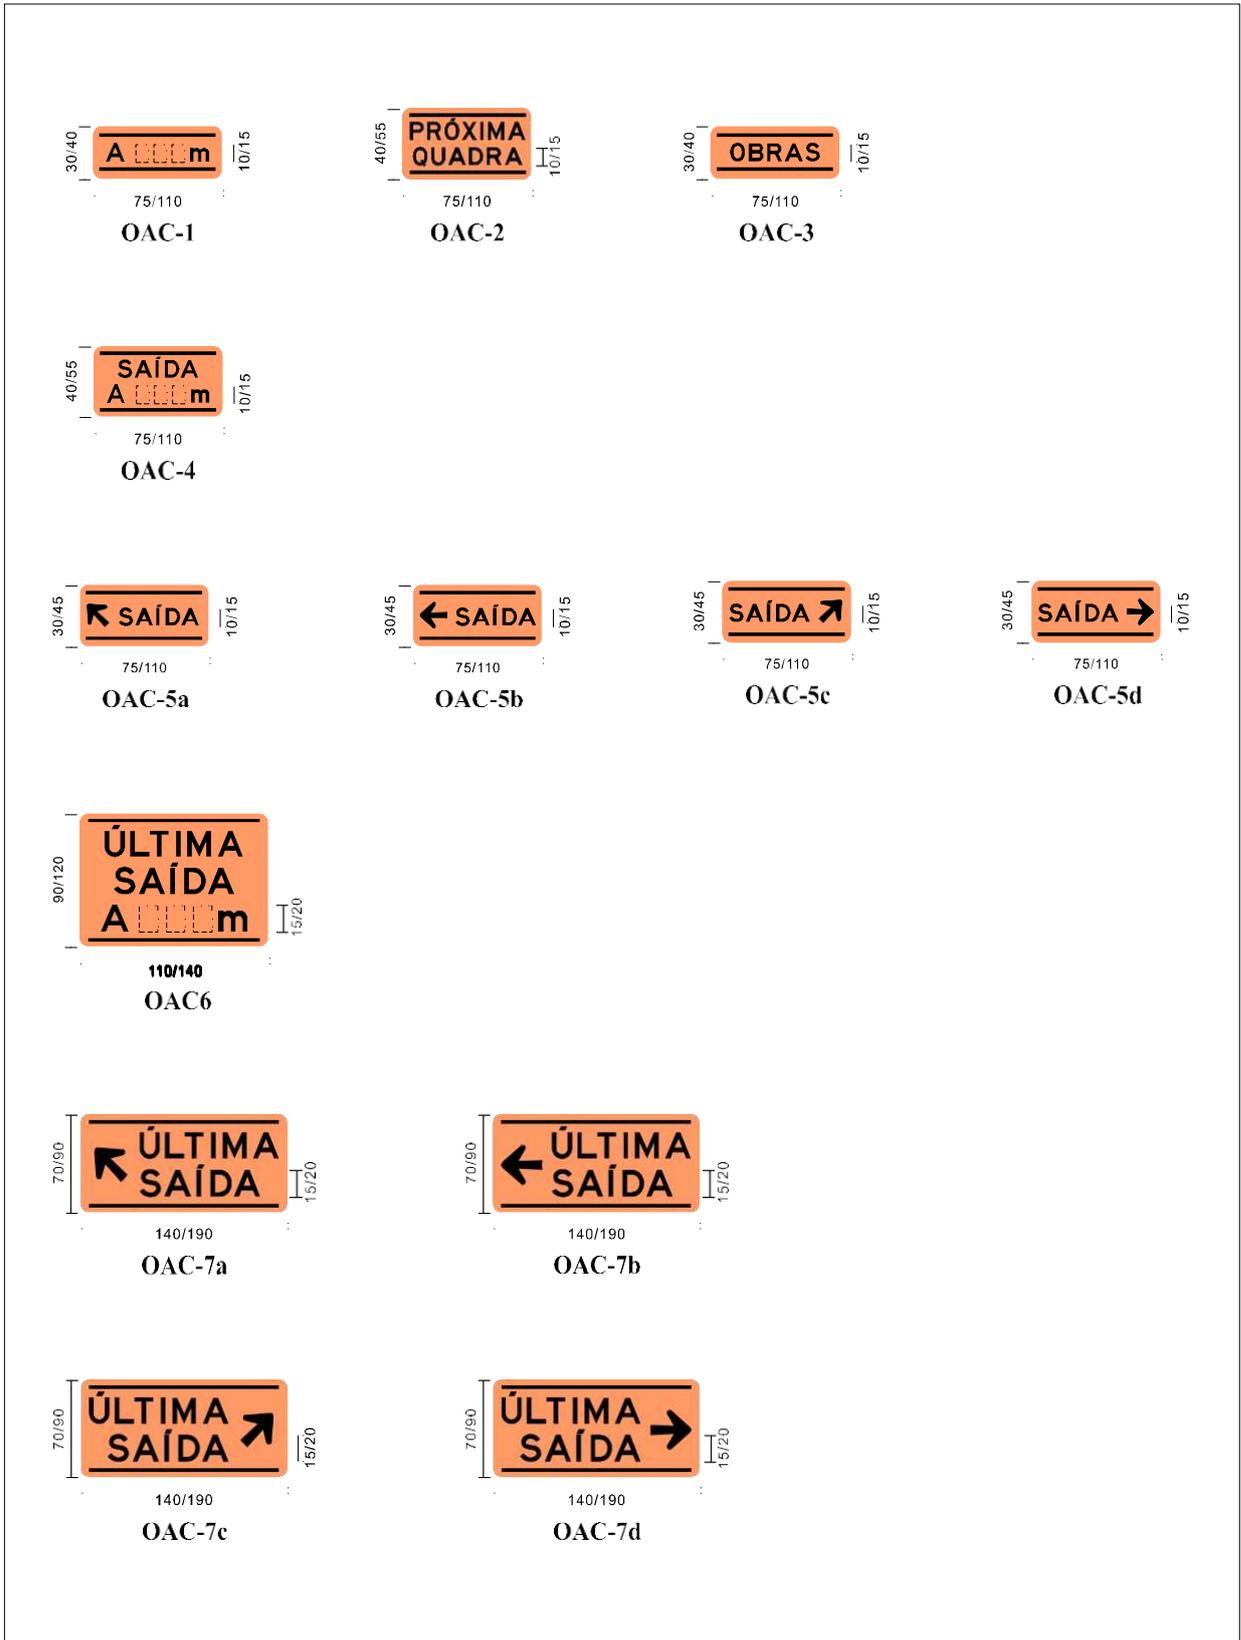 30/40
A m
10/15
75/110
OAC-1
40/55
PRÓXIMA
QUADRA
10/15
75/110
OAC-2
30/40
OBRAS
10/15
75/110
OAC-3
40/55
SAÍDA
A m
10/15
75/110
OAC-4
30/45
SAÍDA
10/15
75/110
OAC-5a
30/45
SAÍDA
10/15
75/110
OAC-5b
30/45
SAÍDA
10/15
75/110
OAC-5c
30/45
SAÍDA
10/15
75/110
OAC-5d
90/120
ÚLTIMA
SAÍDA
A m
15/20
110/140
OAC6
70/90
ÚLTIMA
SAÍDA
15/20
140/190
OAC-7a
70/90
ÚLTIMA
SAÍDA
15/20
140/190
OAC-7b
70/90
ÚLTIMA
SAÍDA
15/20
140/190
OAC-7c
70/90
ÚLTIMA
SAÍDA
15/20
140/190
OAC-7d